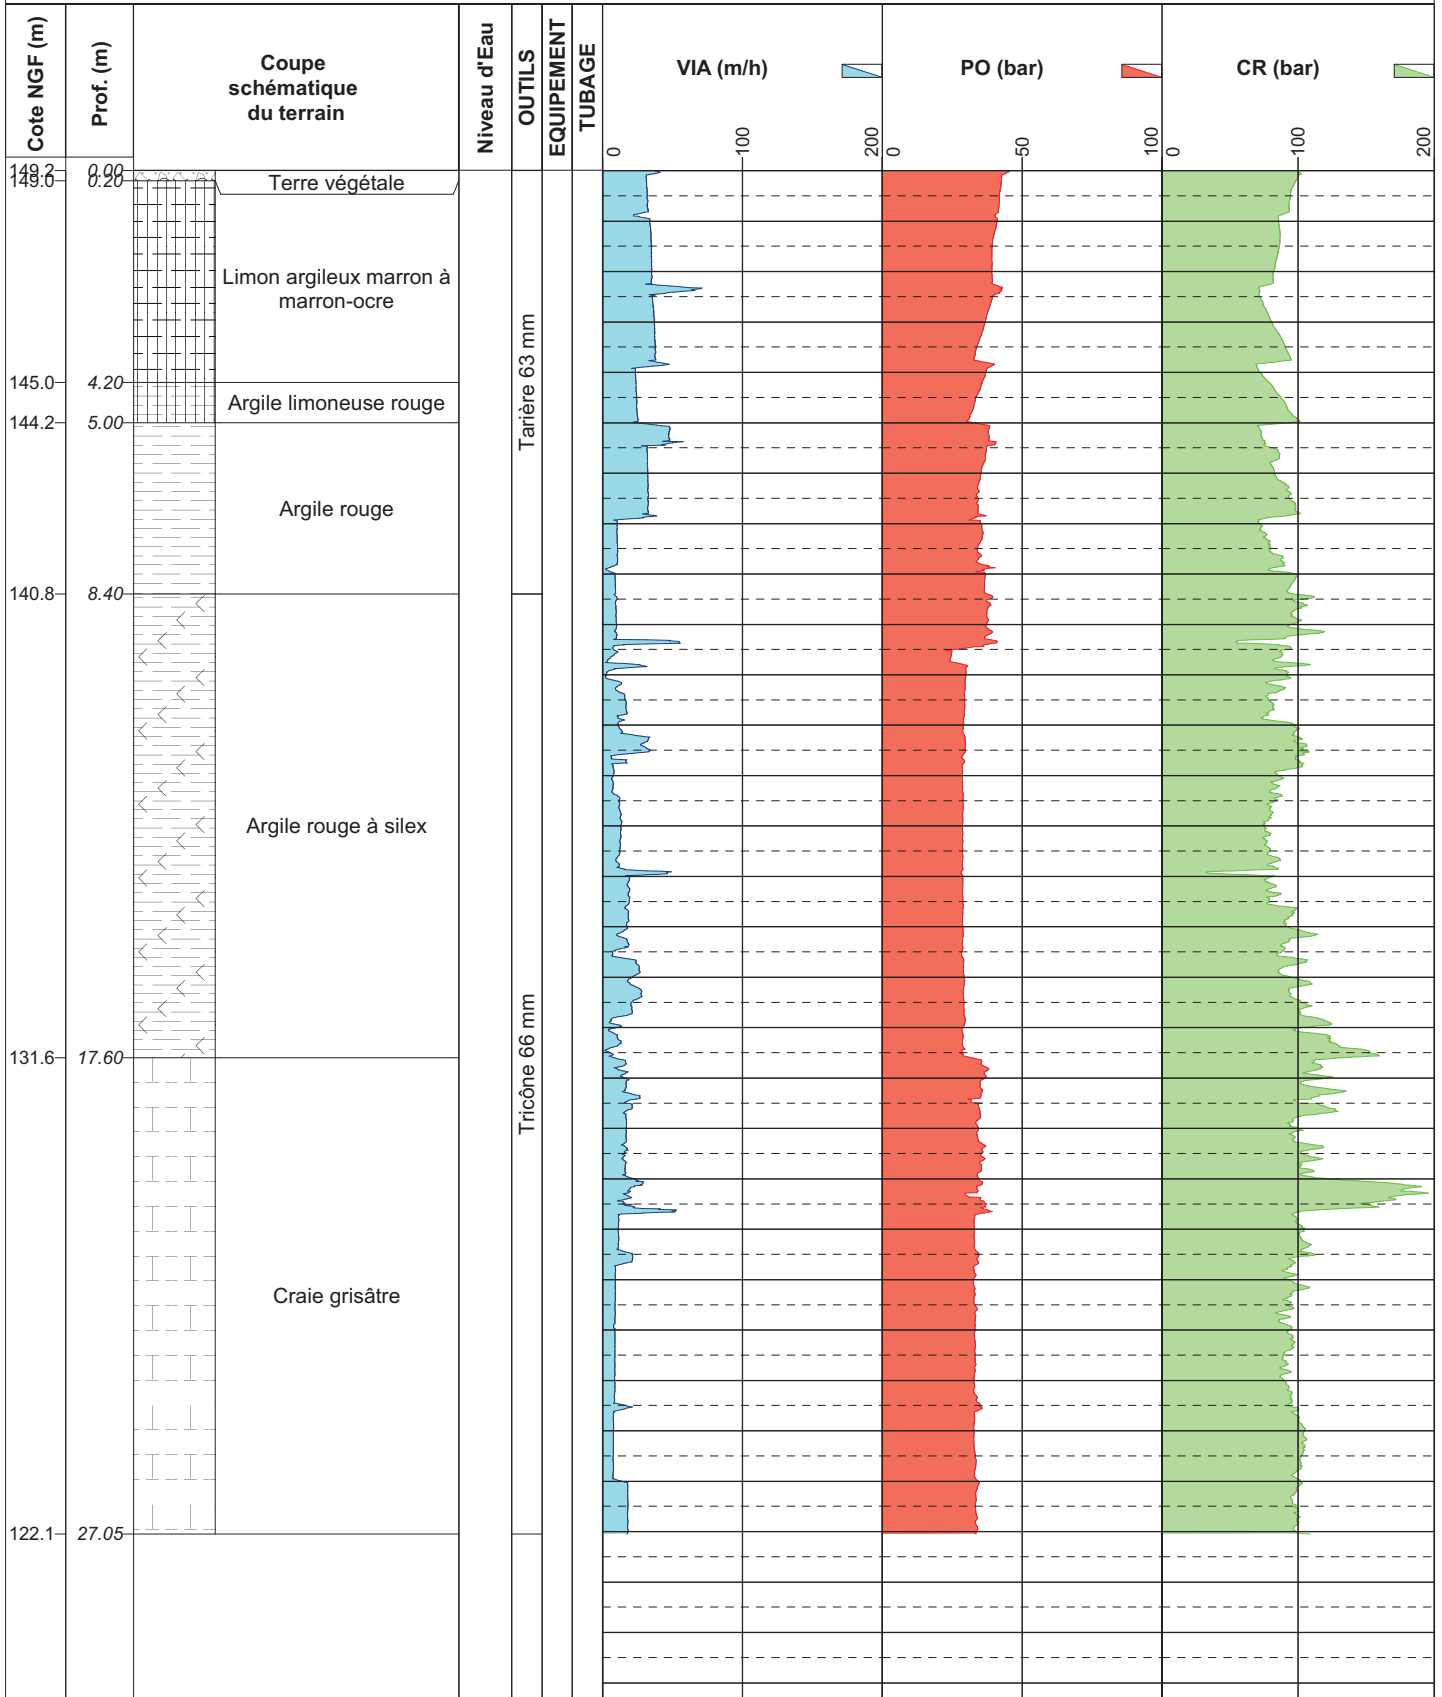 Cote NGF (m)
Prof. (m)
Coupe
schématique
du terrain
Niveau d'Eau
OUTILS
EQUIPEMENT
TUBAGE
VIA (m/h)
0 100 200
PO (bar)
0 50 100
CR (bar)
0 100 200
149.2 0.00
149.0 0.20
Terre végétale
Limon argileux marron à
marron-ocre
145.0 4.20
Argile limoneuse rouge
144.2 5.00
Tarière 63 mm
Argile rouge
140.8 8.40
Argile rouge à silex
131.6 17.60
Tricône 66 mm
Craie grisâtre
122.1 27.05